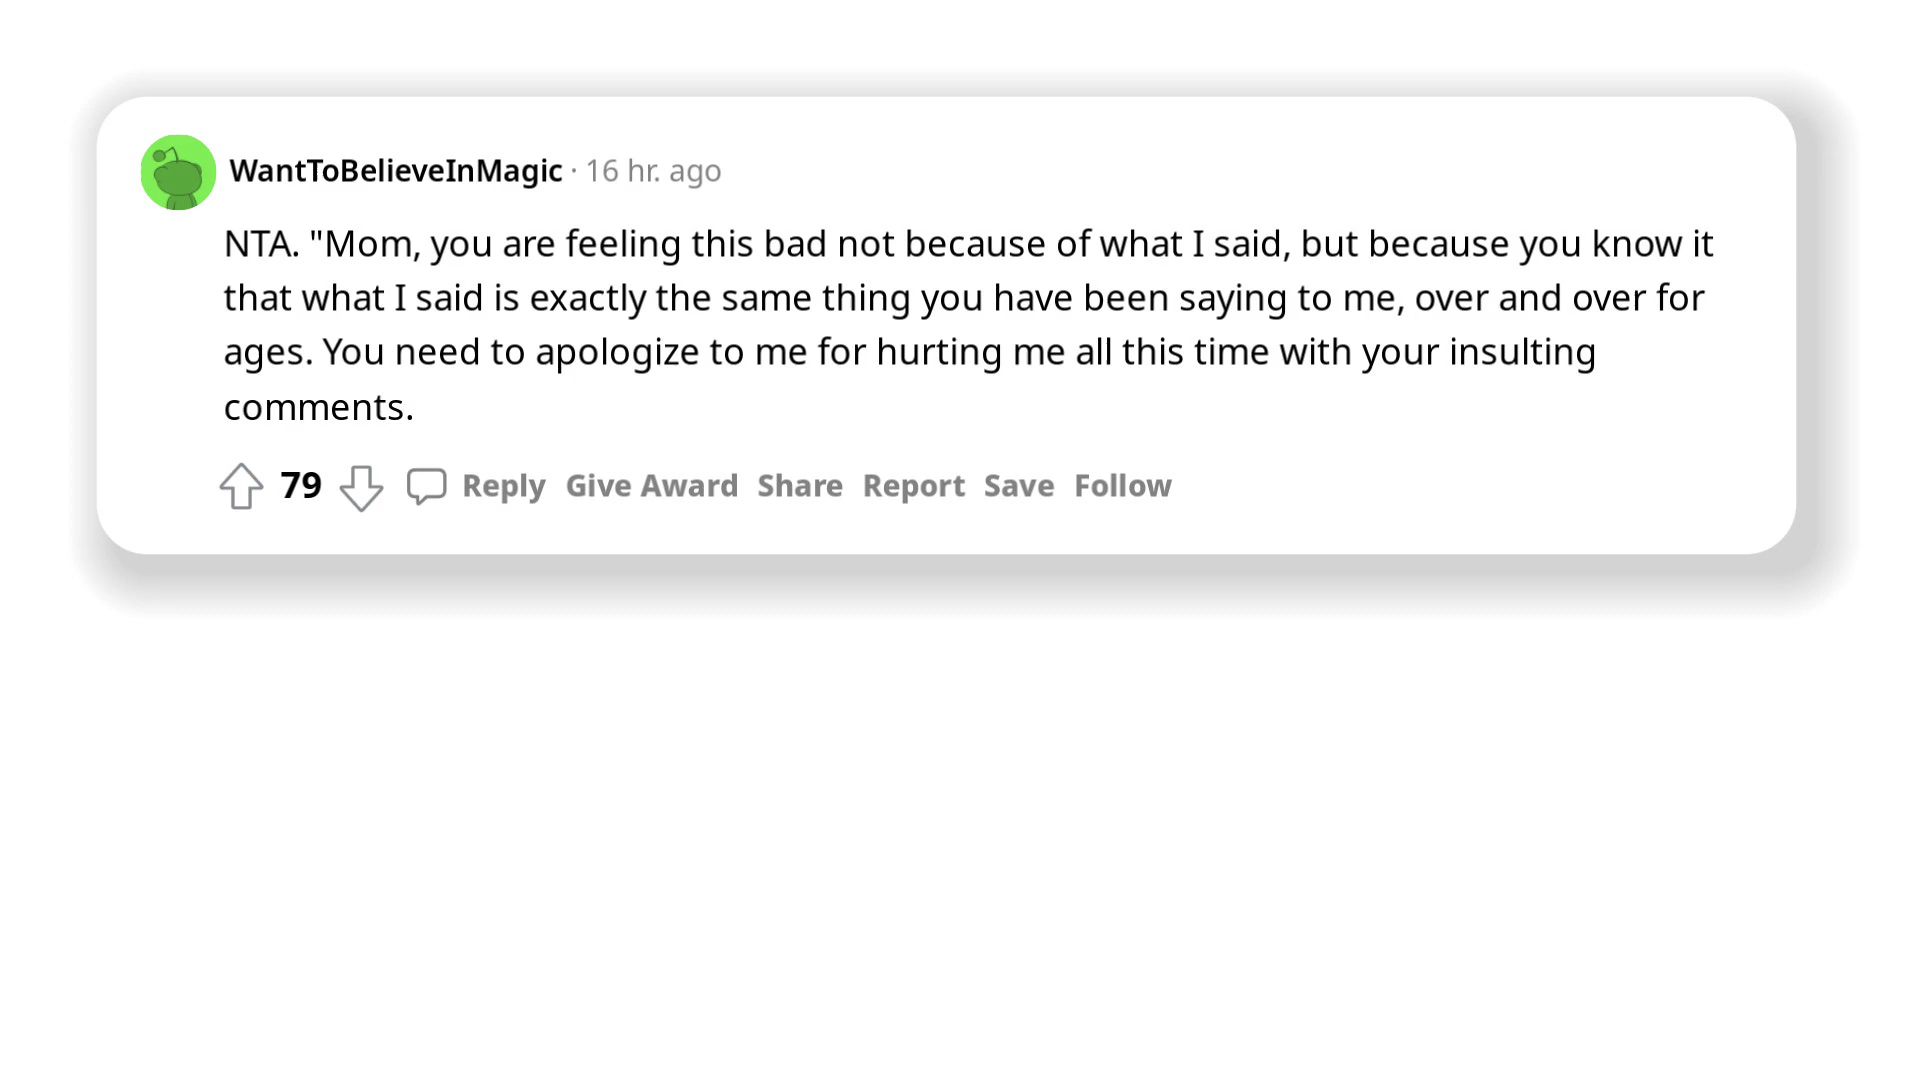 WantToBelieveInMagic · 16 hr. ago
NTA. "Mom, you are feeling this bad not because of what I said, but because you know it
that what I said is exactly the same thing you have been saying to me, over and over for
ages. You need to apologize to me for hurting me all this time with your insulting
comments.
79 Reply Give Award Share Report Save Follow